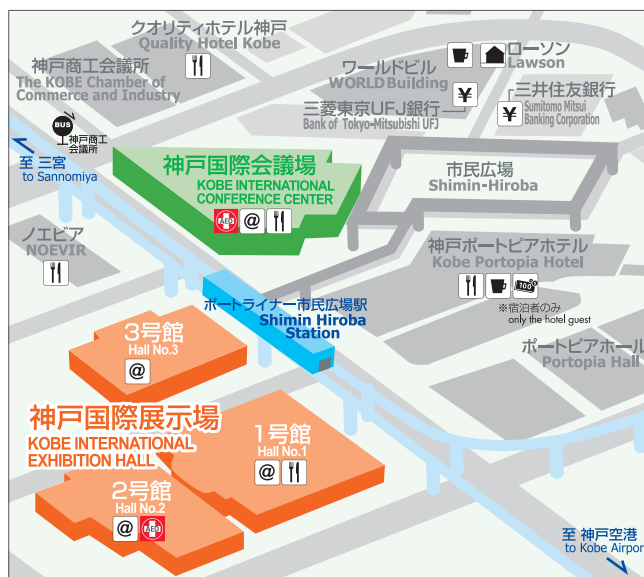 クオリティホテル神戸
Quality Hotel Kobe
神戸商工会議所
The KOBE Chamber of
Commerce and Industry
BUS
神戸商工
会議所
至 三宮
to Sannomiya
ワールドビル
WORLD Building
ローソン
Lawson
三菱東京UFJ銀行
Bank of Tokyo-Mitsubishi UFJ
¥
三井住友銀行
Sumitomo Mitsui
Banking Corporation
¥
神戸国際会議場
KOBE INTERNATIONAL
CONFERENCE CENTER
AED
@
市民広場
Shimin-Hiroba
ノエビア
NOEVIR
神戸ポートピアホテル
Kobe Portopia Hotel
100
※宿泊者のみ
only the hotel guest
ポートライナー市民広場駅
Shimin Hiroba
Station
ポートピアホール
Portopia Hall
3号館
Hall No.3
@
神戸国際展示場
KOBE INTERNATIONAL
EXHIBITION HALL
1号館
Hall No.1
@
2号館
Hall No.2
@
AED
至 神戸空港
to Kobe Airport